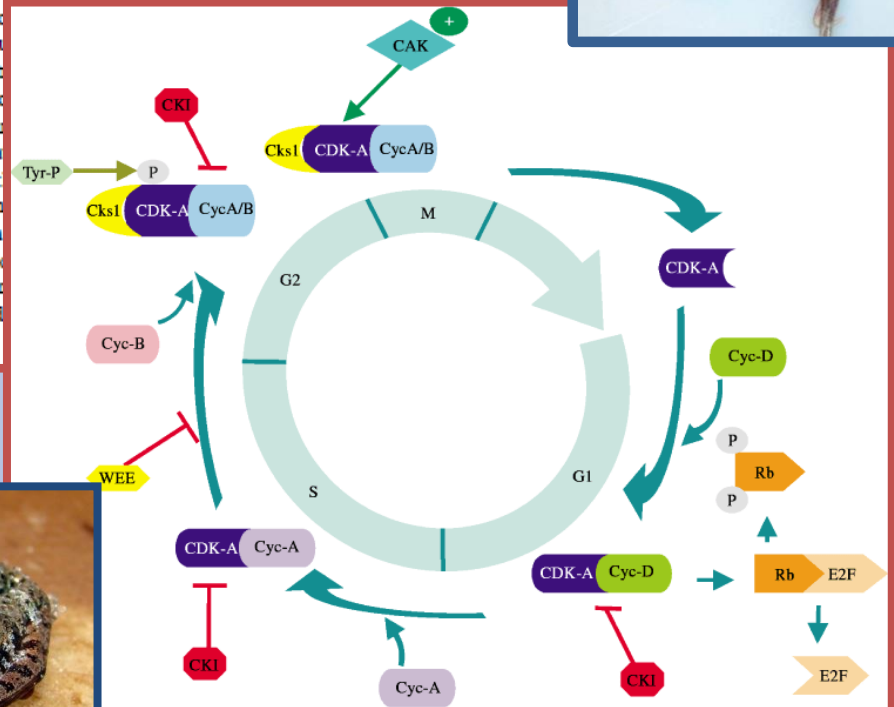 +
CAK
CKI
Cks1 CDK-A CycA/B
Tyr-P
P
Cks1 CDK-A CycA/B
M
CDK-A
G2
Cyc-B
Cyc-D
P
Rb
P
WEE
S
G1
CDK-A Cyc-A
CDK-A Cyc-D
Rb E2F
CKI
CKI
Cyc-A
E2F